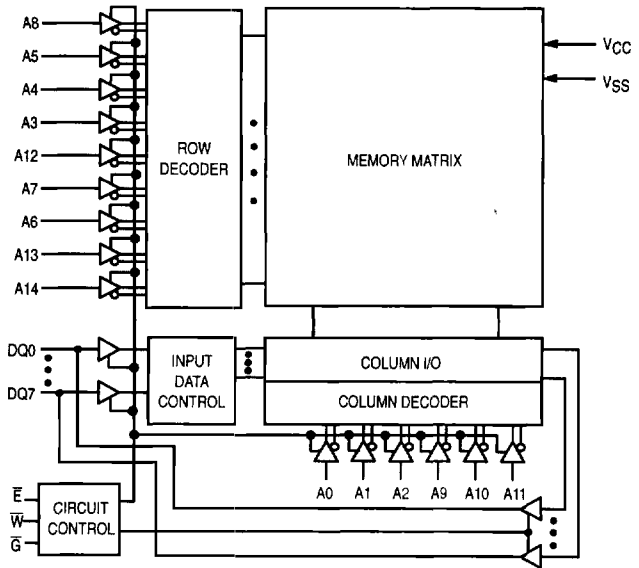 A8
A5
A4
A3
A12
A7
A6
A13
A14
ROW
DECODER
MEMORY MATRIX
VCC
VSS
DQ0
DQ7
INPUT
DATA
CONTROL
COLUMN I/O
COLUMN DECODER
A0 A1 A2 A9 A10 A11
E̅
W̅
G̅
CIRCUIT
CONTROL